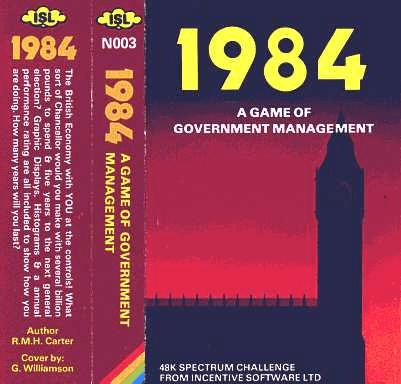 ISL
1984
The British Economy with YOU at the controls! What
sort of Chancellor would you make with several billion
pounds to spend & five years to the next general
election? Graphic Displays, Histograms & a annual
performance rating are all included to show how you
are doing. How many years will you last?
Author
R.M.H. Carter
Cover by:
G. Williamson
ISL
N003
1984
A GAME OF GOVERNMENT
MANAGEMENT
1984
A GAME OF
GOVERNMENT MANAGEMENT
48K SPECTRUM CHALLENGE
FROM INCENTIVE SOFTWARE LTD